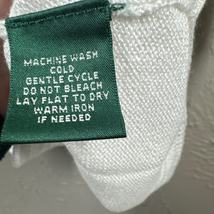 MACHINE WASH
COLD
GENTLE CYCLE
DO NOT BLEACH
LAY FLAT TO DRY
WARM IRON
IF NEEDED